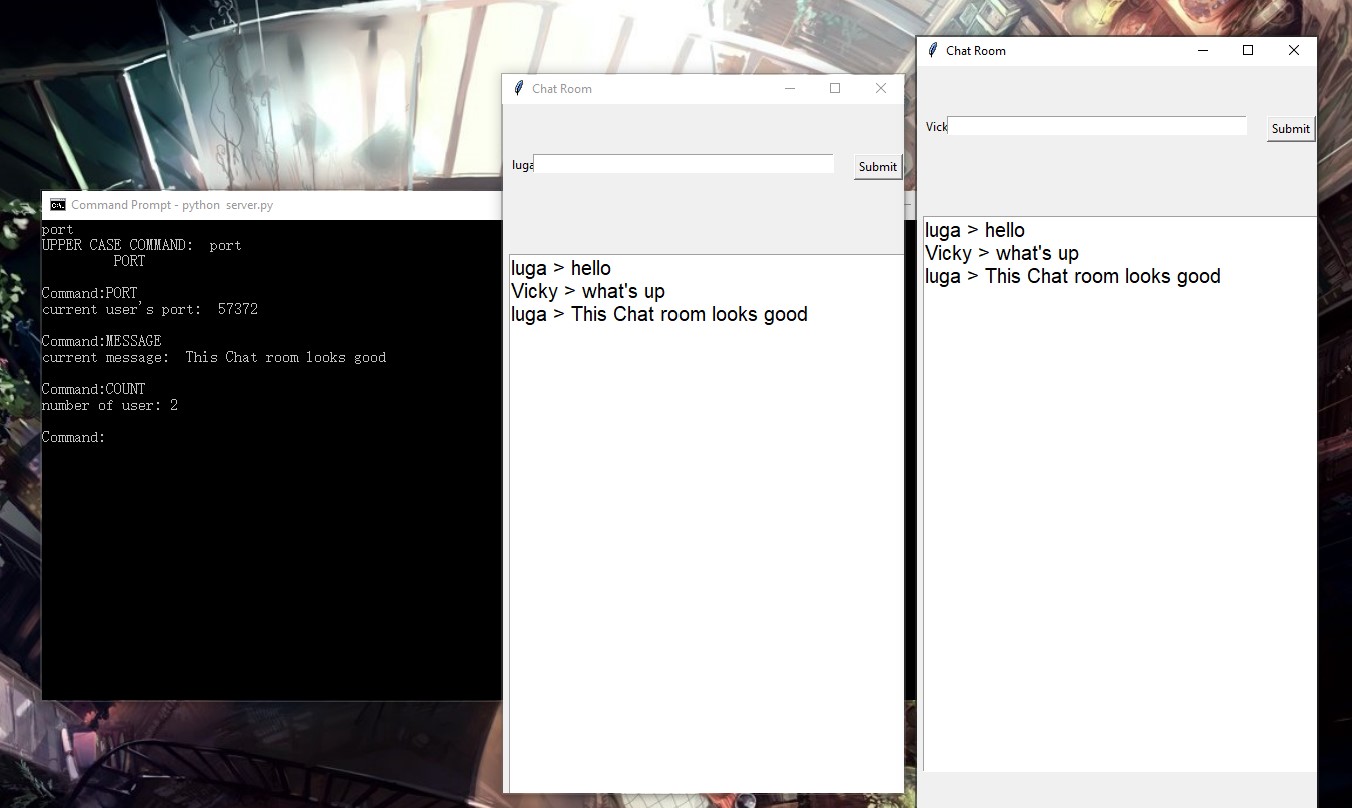 Command Prompt - python  server.py
port
UPPER CASE COMMAND:  port
PORT
Command:PORT
current user's port:  57372
Command:MESSAGE
current message:  This Chat room looks good
Command:COUNT
number of user: 2
Command:
Chat Room
luga
Submit
luga > hello
Vicky > what's up
luga > This Chat room looks good
Chat Room
Vick
Submit
luga > hello
Vicky > what's up
luga > This Chat room looks good